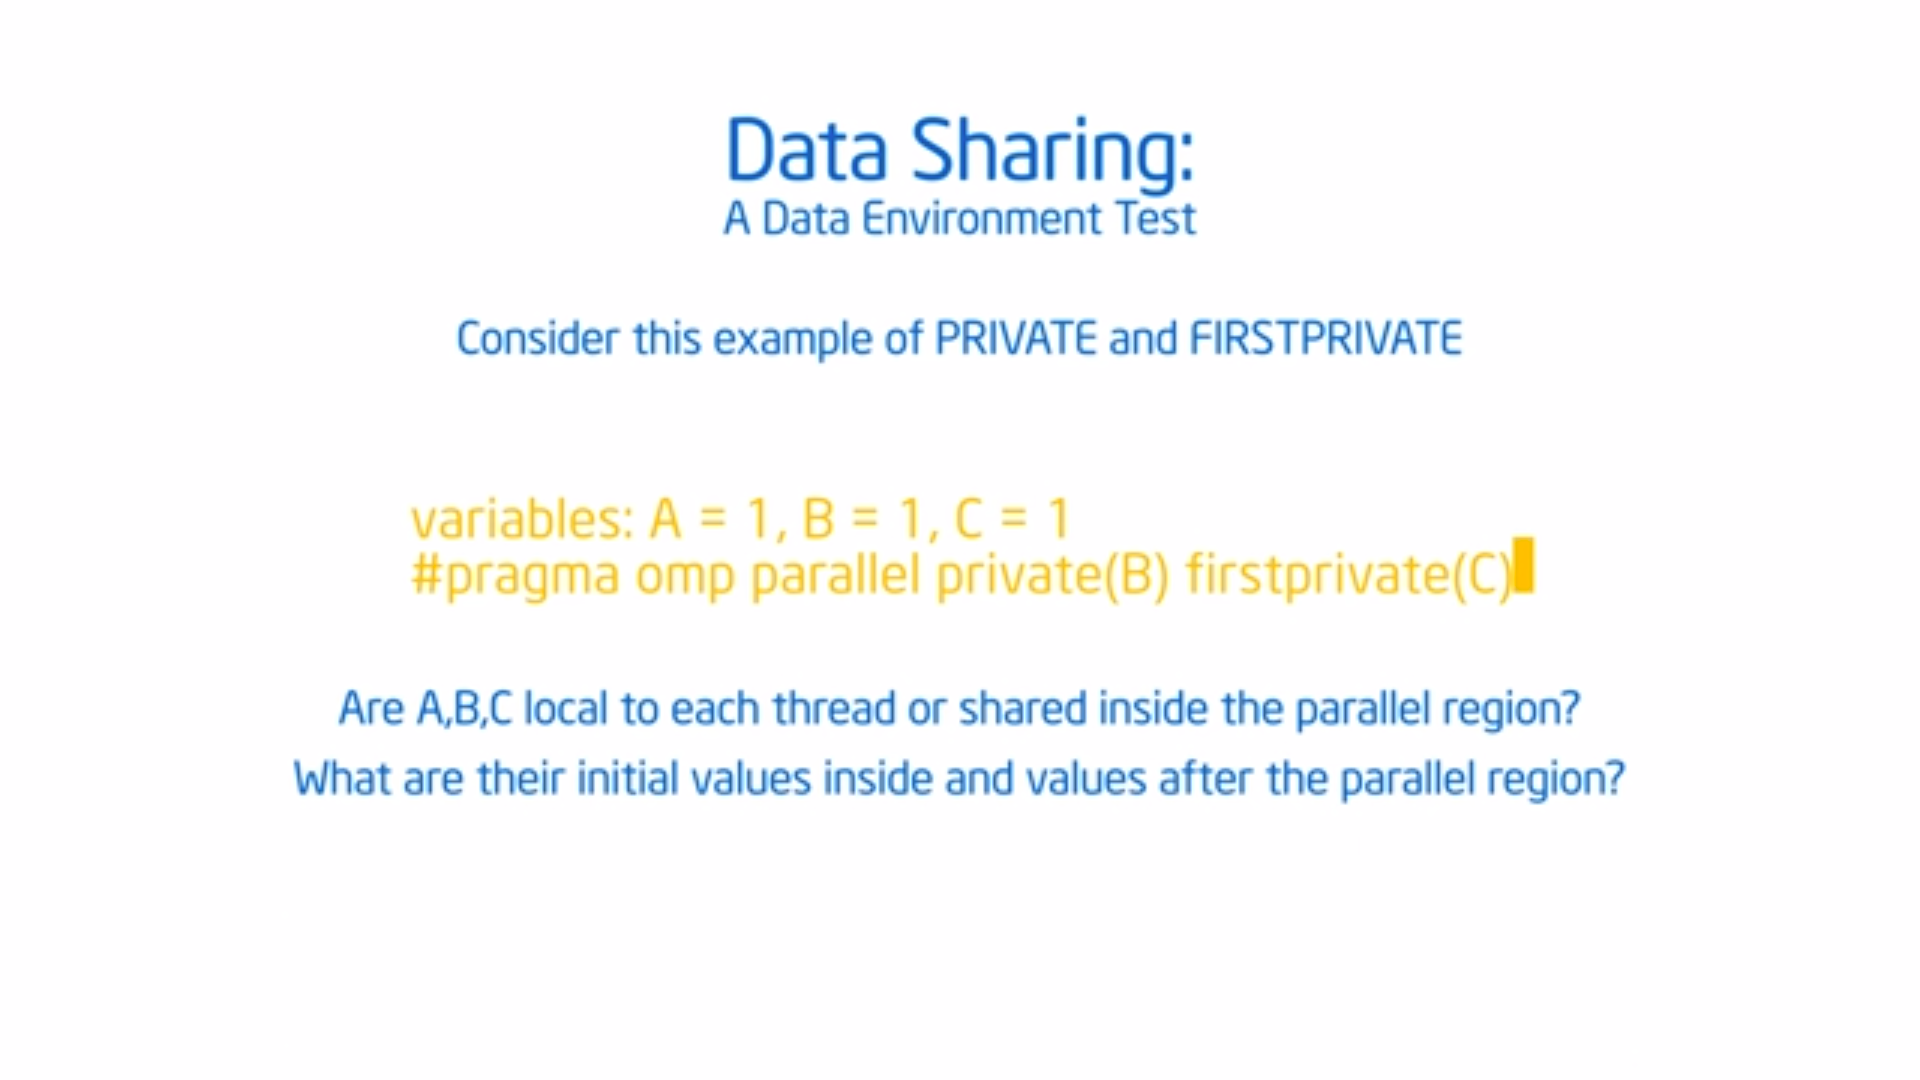 Data Sharing:
A Data Environment Test
Consider this example of PRIVATE and FIRSTPRIVATE
variables: A = 1, B = 1, C = 1
#pragma omp parallel private(B) firstprivate(C)
Are A,B,C local to each thread or shared inside the parallel region?
What are their initial values inside and values after the parallel region?